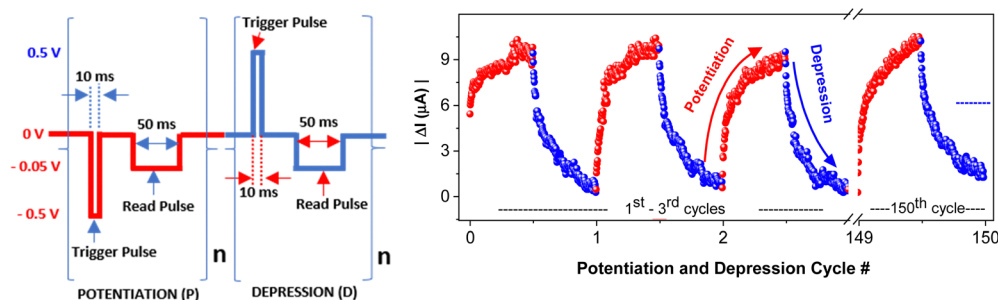 Trigger Pulse
0.5 V
10 ms
50 ms
50 ms
0 V
- 0.05 V
10 ms
Read Pulse
Read Pulse
- 0.5 V
Trigger Pulse
n
n
POTENTIATION (P)
DEPRESSION (D)
| ΔI (µA) |
12
9
6
3
0
Potentiation
Depression
1st - 3rd cycles
150th cycle
0
1
2
149
150
Potentiation and Depression Cycle #